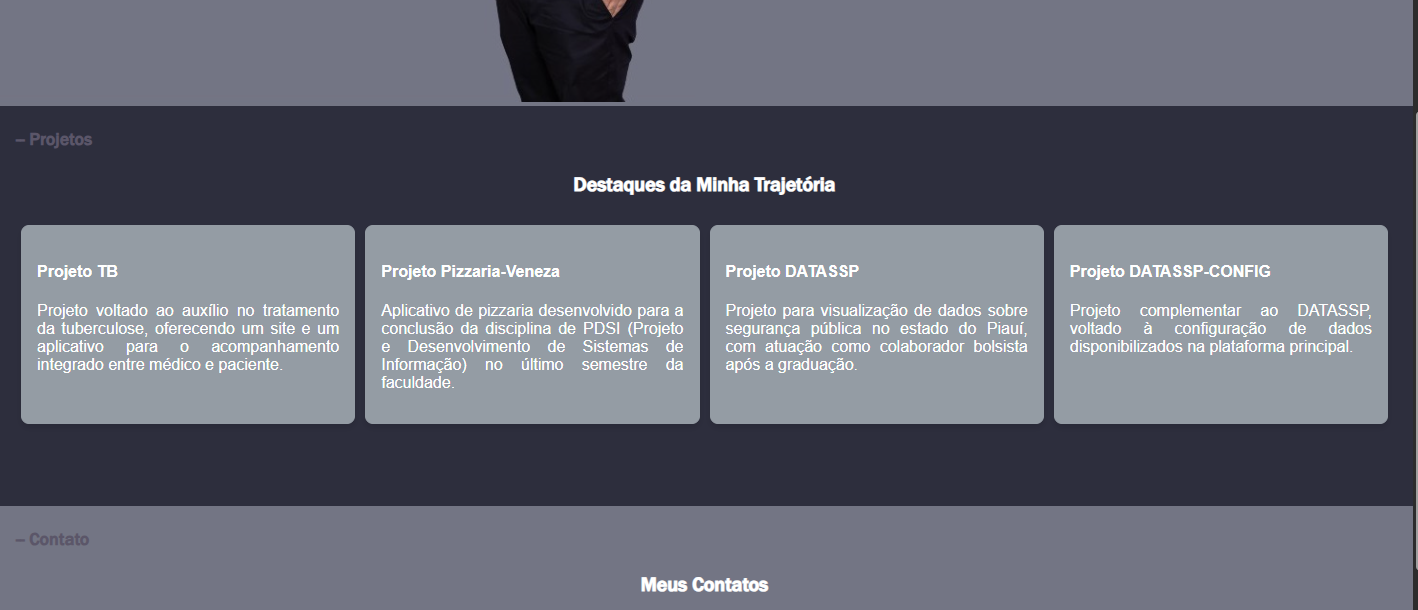 – Projetos
Destaques da Minha Trajetória
Projeto TB
Projeto voltado ao auxílio no tratamento
da tuberculose, oferecendo um site e um
aplicativo para o acompanhamento
integrado entre médico e paciente.
Projeto Pizzaria-Veneza
Aplicativo de pizzaria desenvolvido para a
conclusão da disciplina de PDSI (Projeto
e Desenvolvimento de Sistemas de
Informação) no último semestre da
faculdade.
Projeto DATASSP
Projeto para visualização de dados sobre
segurança pública no estado do Piauí,
com atuação como colaborador bolsista
após a graduação.
Projeto DATASSP-CONFIG
Projeto complementar ao DATASSP,
voltado à configuração de dados
disponibilizados na plataforma principal.
– Contato
Meus Contatos